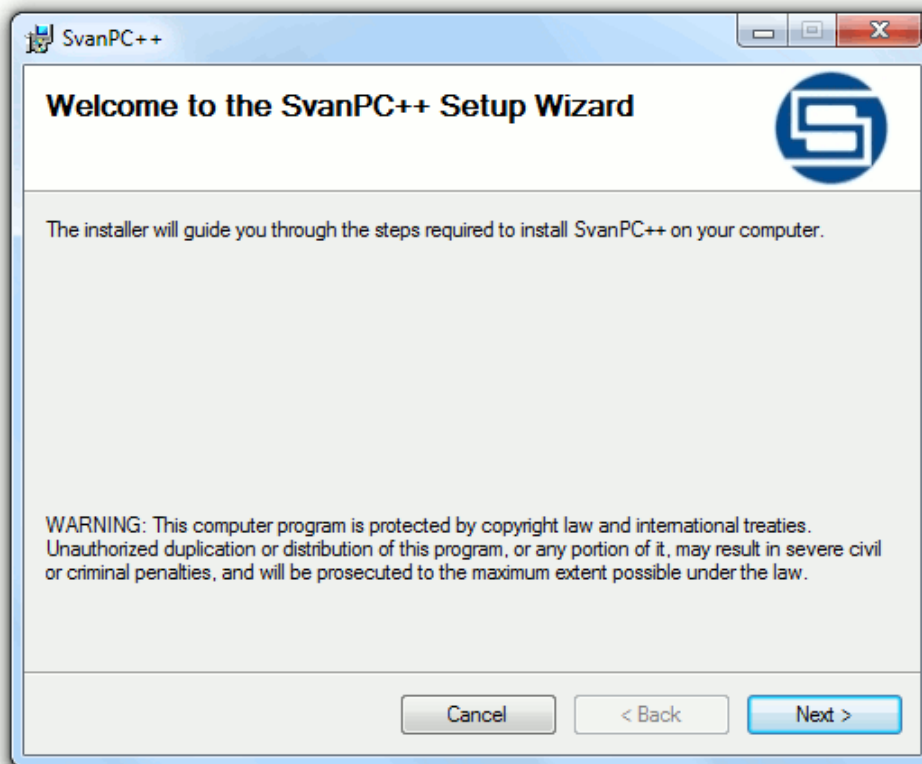 SvanPC++
Welcome to the SvanPC++ Setup Wizard
The installer will guide you through the steps required to install SvanPC++ on your computer.
WARNING: This computer program is protected by copyright law and international treaties.
Unauthorized duplication or distribution of this program, or any portion of it, may result in severe civil
or criminal penalties, and will be prosecuted to the maximum extent possible under the law.
Cancel
< Back
Next >